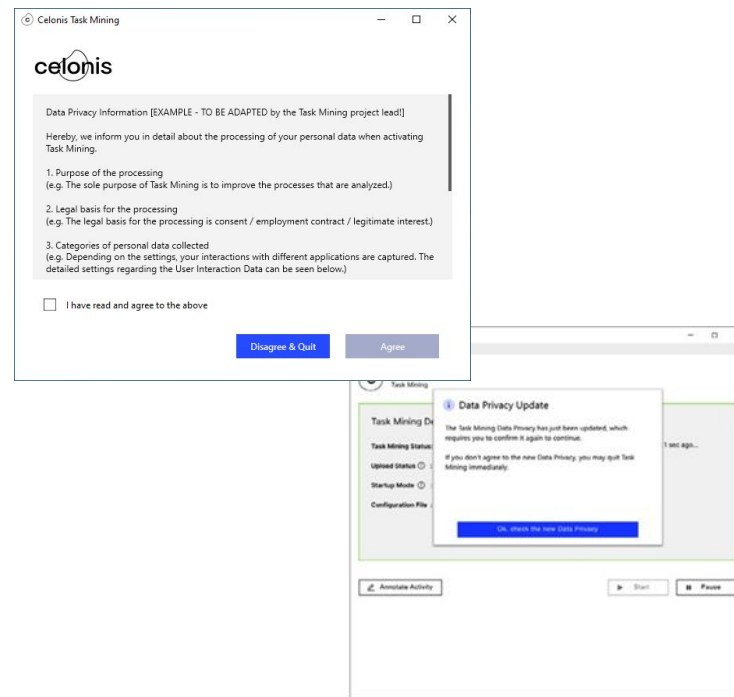 Celonis Task Mining
celonis
Data Privacy Information [EXAMPLE - TO BE ADAPTED by the Task Mining project lead!]
Hereby, we inform you in detail about the processing of your personal data when activating
Task Mining.
1. Purpose of the processing
(e.g. The sole purpose of Task Mining is to improve the processes that are analyzed.)
2. Legal basis for the processing
(e.g. The legal basis for the processing is consent / employment contract / legitimate interest.)
3. Categories of personal data collected
(e.g. Depending on the settings, your interactions with different applications are captured. The
detailed settings regarding the User Interaction Data can be seen below.)
I have read and agree to the above
Disagree & Quit
Agree
Task Mining
Task Mining De
Task Mining Status:
1 sec ago...
Upload Status
Startup Mode
Configuration File :
Data Privacy Update
The Task Mining Data Privacy has just been updated, which
requires you to confirm it again to continue.
If you don't agree to the new Data Privacy, you may quit Task
Mining immediately.
Ok, check the new Data Privacy
Annotate Activity
Start
Pause